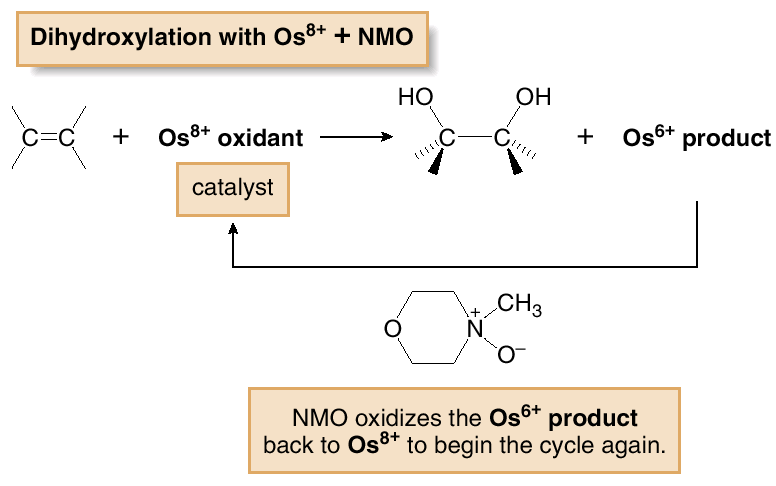 Dihydroxylation with Os⁸⁺ + NMO
HO OH
C=C + Os⁸⁺ oxidant C C + Os⁶⁺ product
catalyst
CH₃
O N⁺
O⁻
NMO oxidizes the Os⁶⁺ product
back to Os⁸⁺ to begin the cycle again.